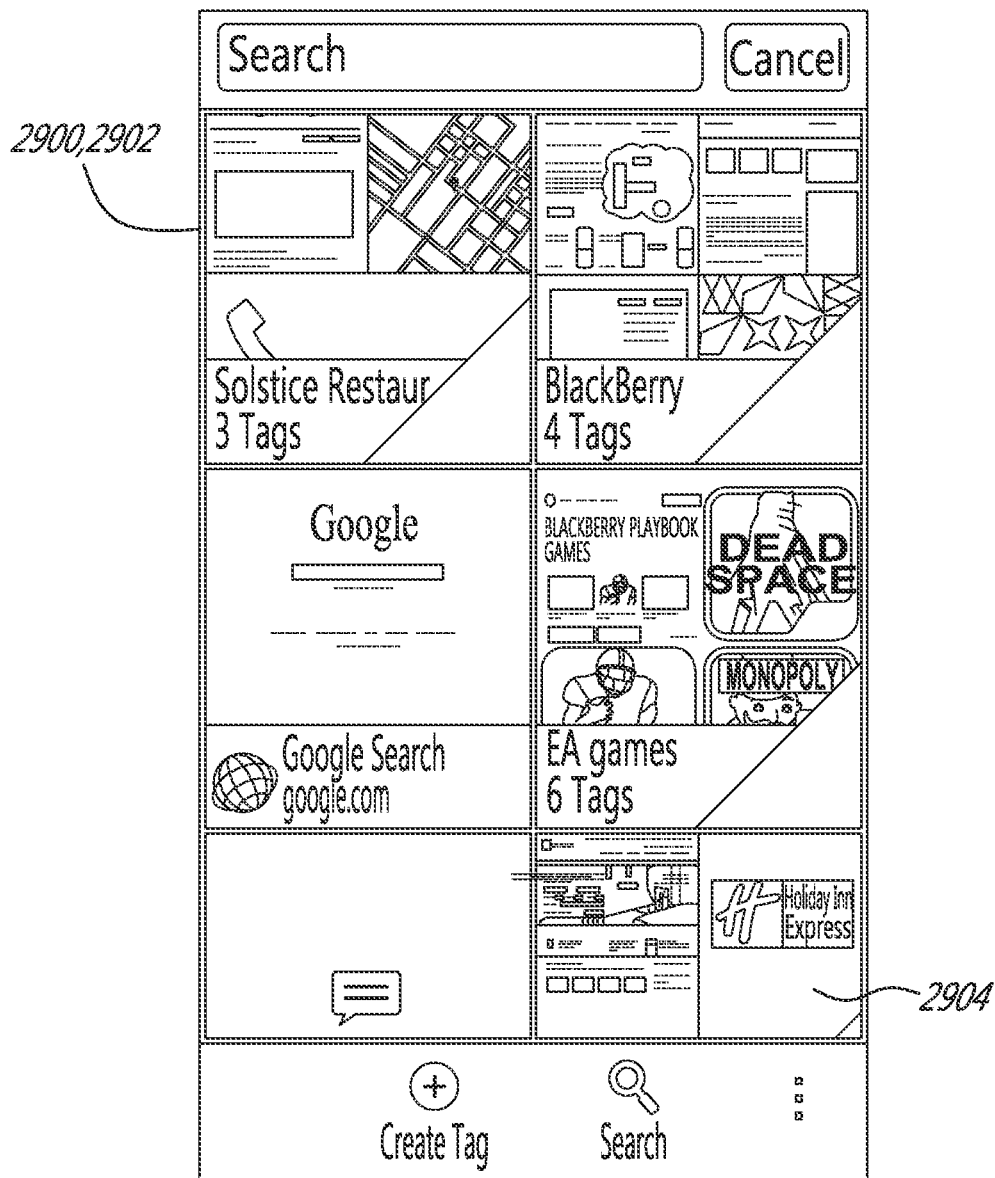 Search
Cancel
2900,2902
Solstice Restaur
3 Tags
BlackBerry
4 Tags
Google
Google Search
google.com
BLACKBERRY PLAYBOOK
GAMES
DEAD
SPACE
MONOPOLY
EA games
6 Tags
Holiday inn
Express
2904
Create Tag
Search